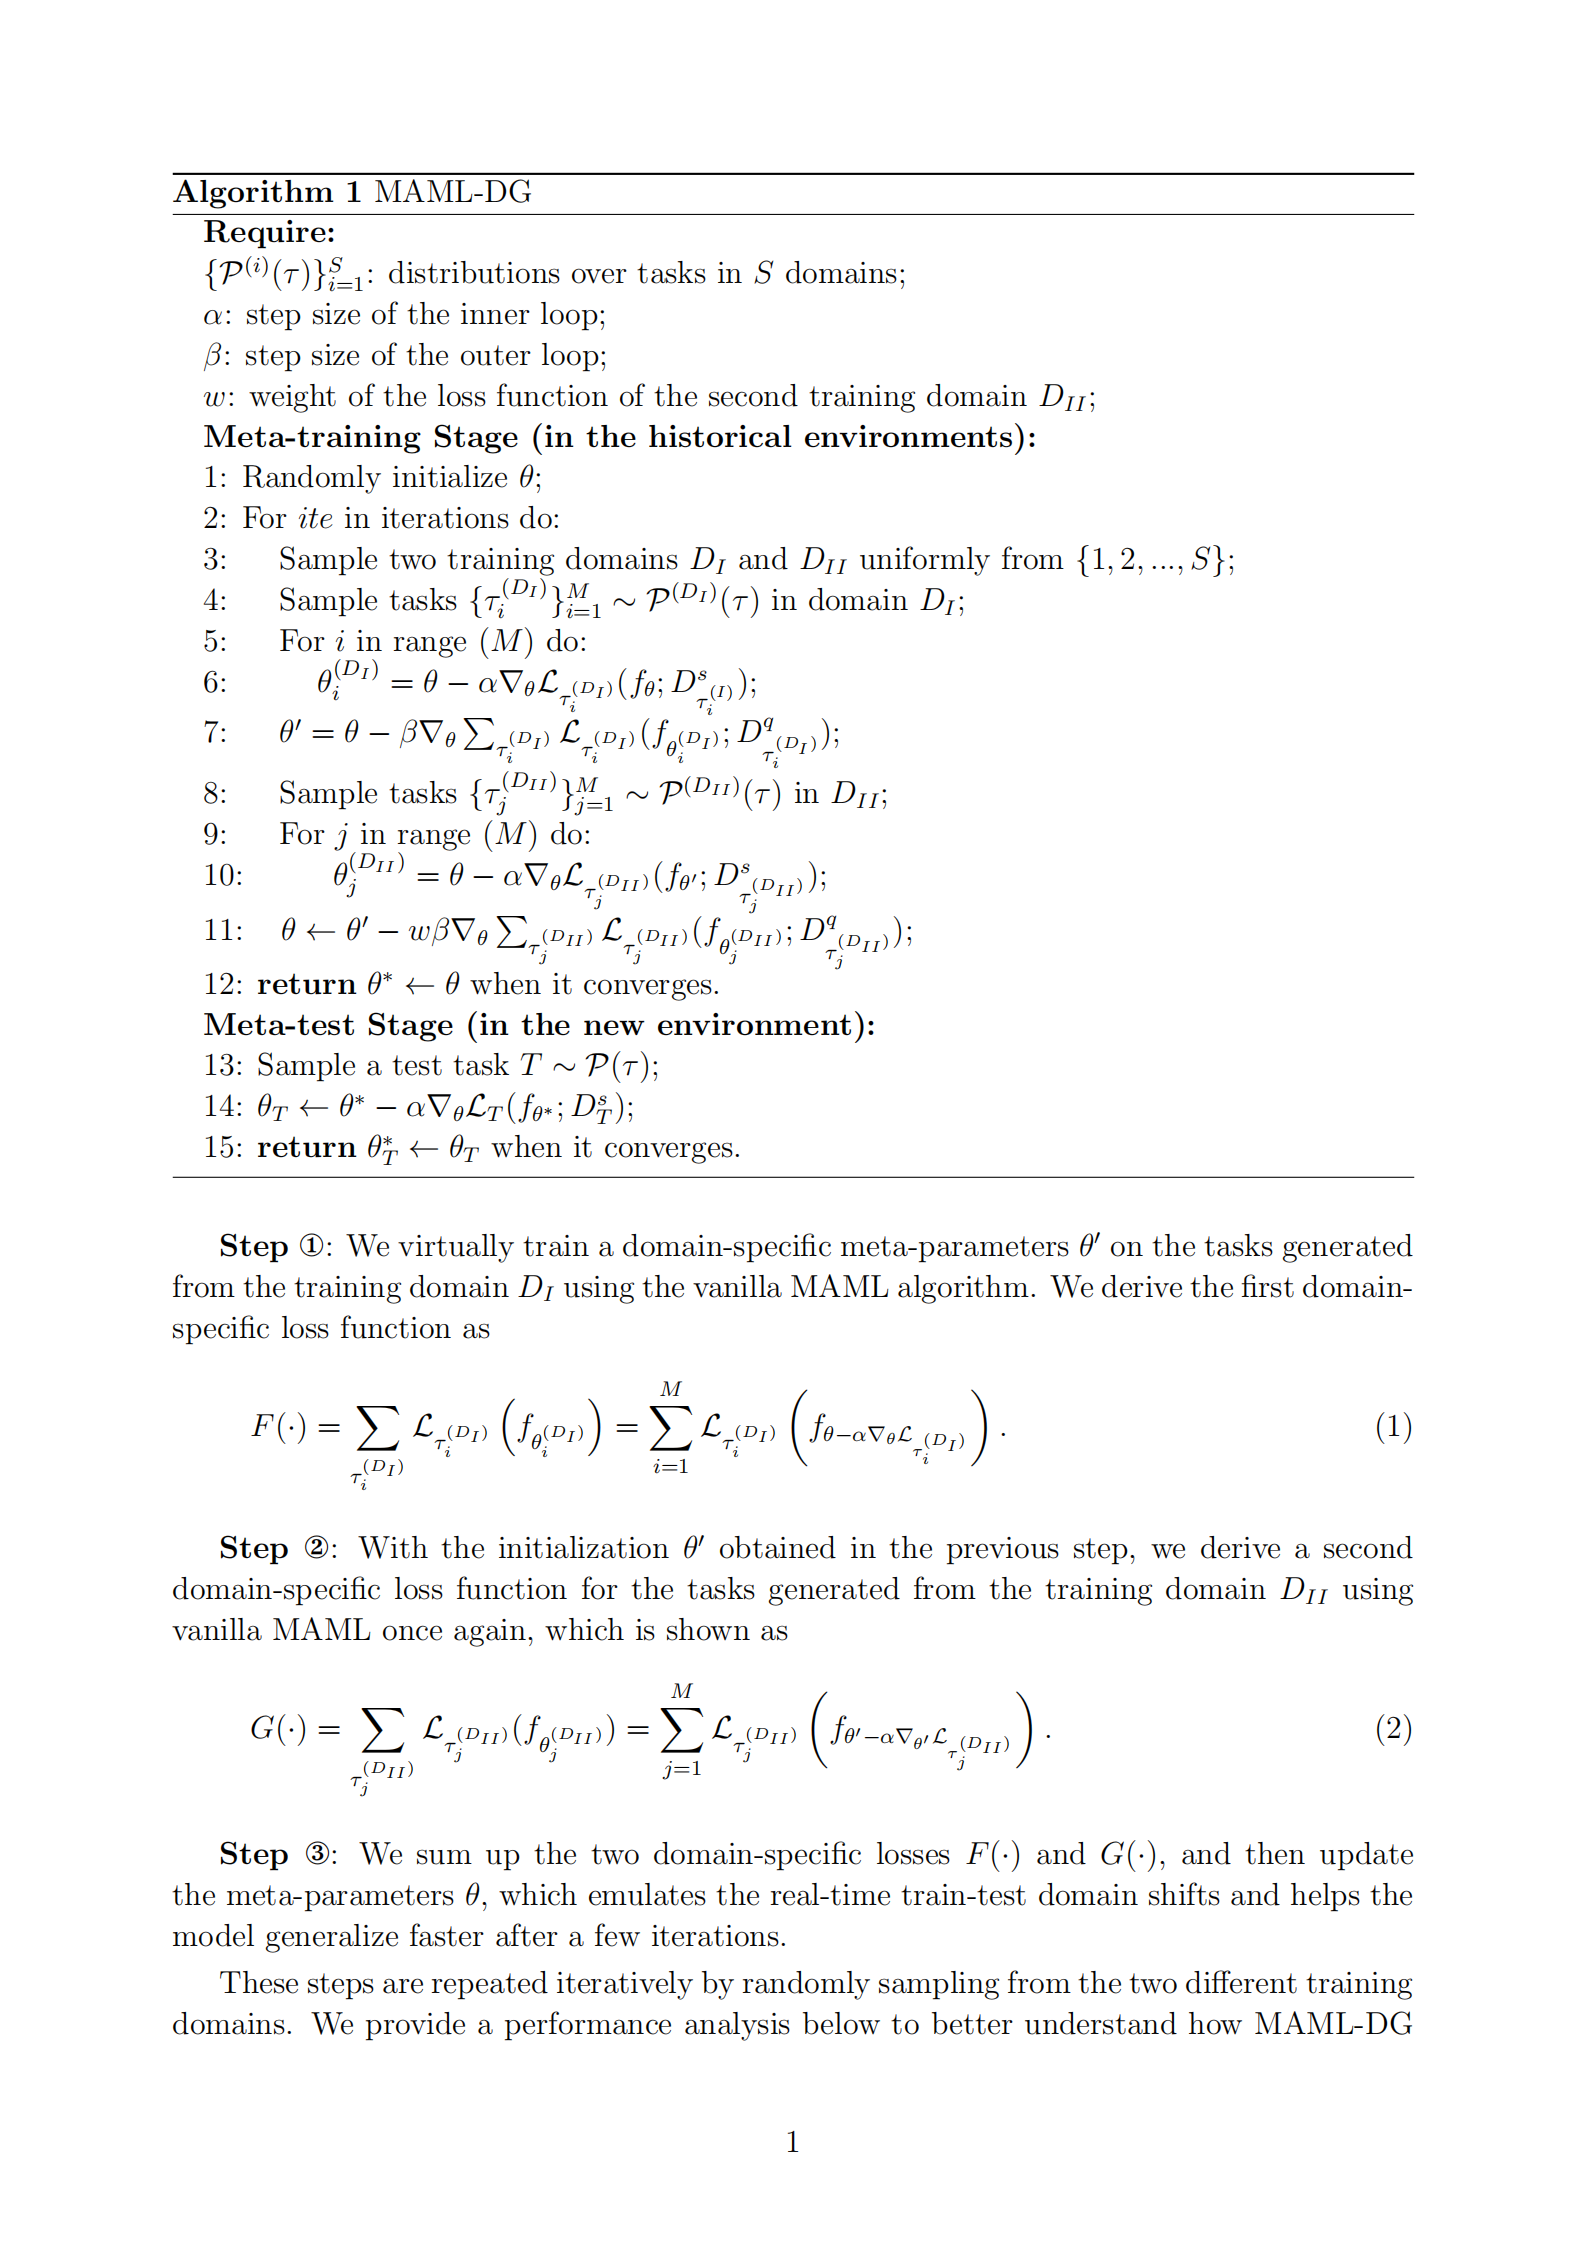 Algorithm 1 MAML-DG
Require:
$\{\mathcal{P}^{(i)}(\tau)\}_{i=1}^{S}$: distributions over tasks in $S$ domains;
$\alpha$: step size of the inner loop;
$\beta$: step size of the outer loop;
$w$: weight of the loss function of the second training domain $D_{II}$;
Meta-training Stage (in the historical environments):
1: Randomly initialize $\theta$;
2: For $ite$ in iterations do:
3: Sample two training domains $D_I$ and $D_{II}$ uniformly from $\{1, 2, ..., S\}$;
4: Sample tasks $\{\tau_i^{(D_I)}\}_{i=1}^{M} \sim \mathcal{P}^{(D_I)}(\tau)$ in domain $D_I$;
5: For $i$ in range $(M)$ do:
6: $\theta_i^{(D_I)} = \theta - \alpha\nabla_\theta \mathcal{L}_{\tau_i^{(D_I)}}(f_\theta; D^s_{\tau_i^{(I)}})$;
7: $\theta' = \theta - \beta\nabla_\theta \sum_{\tau_i^{(D_I)}} \mathcal{L}_{\tau_i^{(D_I)}}(f_{\theta_i^{(D_I)}}; D^q_{\tau_i^{(D_I)}})$;
8: Sample tasks $\{\tau_j^{(D_{II})}\}_{j=1}^{M} \sim \mathcal{P}^{(D_{II})}(\tau)$ in $D_{II}$;
9: For $j$ in range $(M)$ do:
10: $\theta_j^{(D_{II})} = \theta - \alpha\nabla_\theta \mathcal{L}_{\tau_j^{(D_{II})}}(f_{\theta'}; D^s_{\tau_j^{(D_{II})}})$;
11: $\theta \leftarrow \theta' - w\beta\nabla_\theta \sum_{\tau_j^{(D_{II})}} \mathcal{L}_{\tau_j^{(D_{II})}}(f_{\theta_j^{(D_{II})}}; D^q_{\tau_j^{(D_{II})}})$;
12: return $\theta^* \leftarrow \theta$ when it converges.
Meta-test Stage (in the new environment):
13: Sample a test task $T \sim \mathcal{P}(\tau)$;
14: $\theta_T \leftarrow \theta^* - \alpha\nabla_\theta \mathcal{L}_T(f_{\theta^*}; D_T^s)$;
15: return $\theta_T^* \leftarrow \theta_T$ when it converges.
Step ①: We virtually train a domain-specific meta-parameters $\theta'$ on the tasks generated
from the training domain $D_I$ using the vanilla MAML algorithm. We derive the first domain-
specific loss function as
$F(\cdot) = \sum_{\tau_i^{(D_I)}} \mathcal{L}_{\tau_i^{(D_I)}} \left( f_{\theta_i^{(D_I)}} \right) = \sum_{i=1}^{M} \mathcal{L}_{\tau_i^{(D_I)}} \left( f_{\theta - \alpha\nabla_\theta \mathcal{L}_{\tau_i^{(D_I)}}} \right).$ (1)
Step ②: With the initialization $\theta'$ obtained in the previous step, we derive a second
domain-specific loss function for the tasks generated from the training domain $D_{II}$ using
vanilla MAML once again, which is shown as
$G(\cdot) = \sum_{\tau_j^{(D_{II})}} \mathcal{L}_{\tau_j^{(D_{II})}} (f_{\theta_j^{(D_{II})}}) = \sum_{j=1}^{M} \mathcal{L}_{\tau_j^{(D_{II})}} \left( f_{\theta' - \alpha\nabla_{\theta'} \mathcal{L}_{\tau_j^{(D_{II})}}} \right).$ (2)
Step ③: We sum up the two domain-specific losses $F(\cdot)$ and $G(\cdot)$, and then update
the meta-parameters $\theta$, which emulates the real-time train-test domain shifts and helps the
model generalize faster after a few iterations.
These steps are repeated iteratively by randomly sampling from the two different training
domains. We provide a performance analysis below to better understand how MAML-DG
1